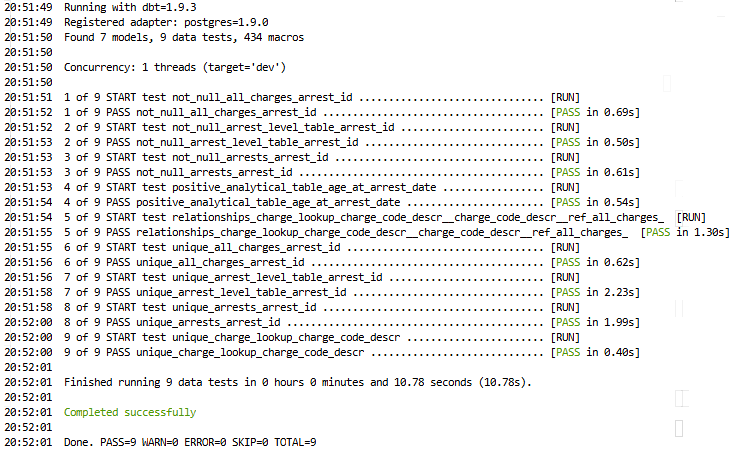 20:51:49 Running with dbt=1.9.3
20:51:49 Registered adapter: postgres=1.9.0
20:51:50 Found 7 models, 9 data tests, 434 macros
20:51:50
20:51:50 Concurrency: 1 threads (target='dev')
20:51:50
20:51:51 1 of 9 START test not_null_all_charges_arrest_id ............................... [RUN]
20:51:52 1 of 9 PASS not_null_all_charges_arrest_id ..................................... [PASS in 0.69s]
20:51:52 2 of 9 START test not_null_arrest_level_table_arrest_id ........................ [RUN]
20:51:53 2 of 9 PASS not_null_arrest_level_table_arrest_id .............................. [PASS in 0.50s]
20:51:53 3 of 9 START test not_null_arrests_arrest_id ................................... [RUN]
20:51:53 3 of 9 PASS not_null_arrests_arrest_id ......................................... [PASS in 0.61s]
20:51:53 4 of 9 START test positive_analytical_table_age_at_arrest_date ................. [RUN]
20:51:54 4 of 9 PASS positive_analytical_table_age_at_arrest_date ....................... [PASS in 0.54s]
20:51:54 5 of 9 START test relationships_charge_lookup_charge_code_descr__charge_code_descr__ref_all_charges_ [RUN]
20:51:55 5 of 9 PASS relationships_charge_lookup_charge_code_descr__charge_code_descr__ref_all_charges_ [PASS in 1.30s]
20:51:55 6 of 9 START test unique_all_charges_arrest_id ................................. [RUN]
20:51:56 6 of 9 PASS unique_all_charges_arrest_id ....................................... [PASS in 0.62s]
20:51:56 7 of 9 START test unique_arrest_level_table_arrest_id .......................... [RUN]
20:51:58 7 of 9 PASS unique_arrest_level_table_arrest_id ................................ [PASS in 2.23s]
20:51:58 8 of 9 START test unique_arrests_arrest_id ..................................... [RUN]
20:52:00 8 of 9 PASS unique_arrests_arrest_id ........................................... [PASS in 1.99s]
20:52:00 9 of 9 START test unique_charge_lookup_charge_code_descr ....................... [RUN]
20:52:01 9 of 9 PASS unique_charge_lookup_charge_code_descr ............................. [PASS in 0.40s]
20:52:01
20:52:01 Finished running 9 data tests in 0 hours 0 minutes and 10.78 seconds (10.78s).
20:52:01
20:52:01 Completed successfully
20:52:01
20:52:01 Done. PASS=9 WARN=0 ERROR=0 SKIP=0 TOTAL=9